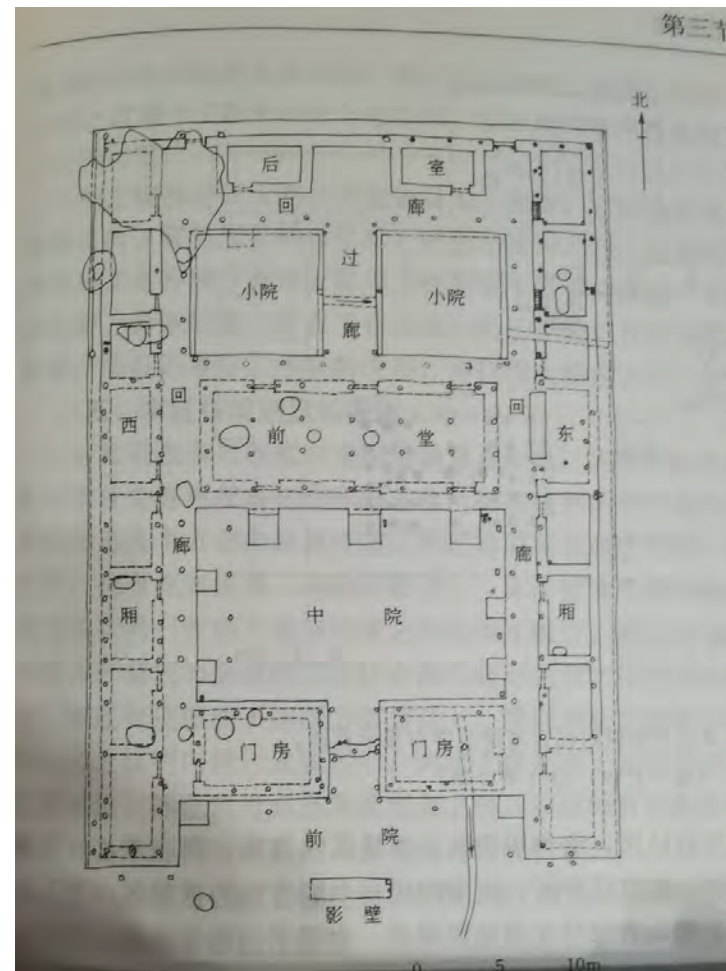 第三节
北
后 室
回 廊
过
小院 小院
廊
回 回
西 前 堂 东
廊 廊
厢 中 院 厢
门房 门房
前 院
影 壁
0 5 10m